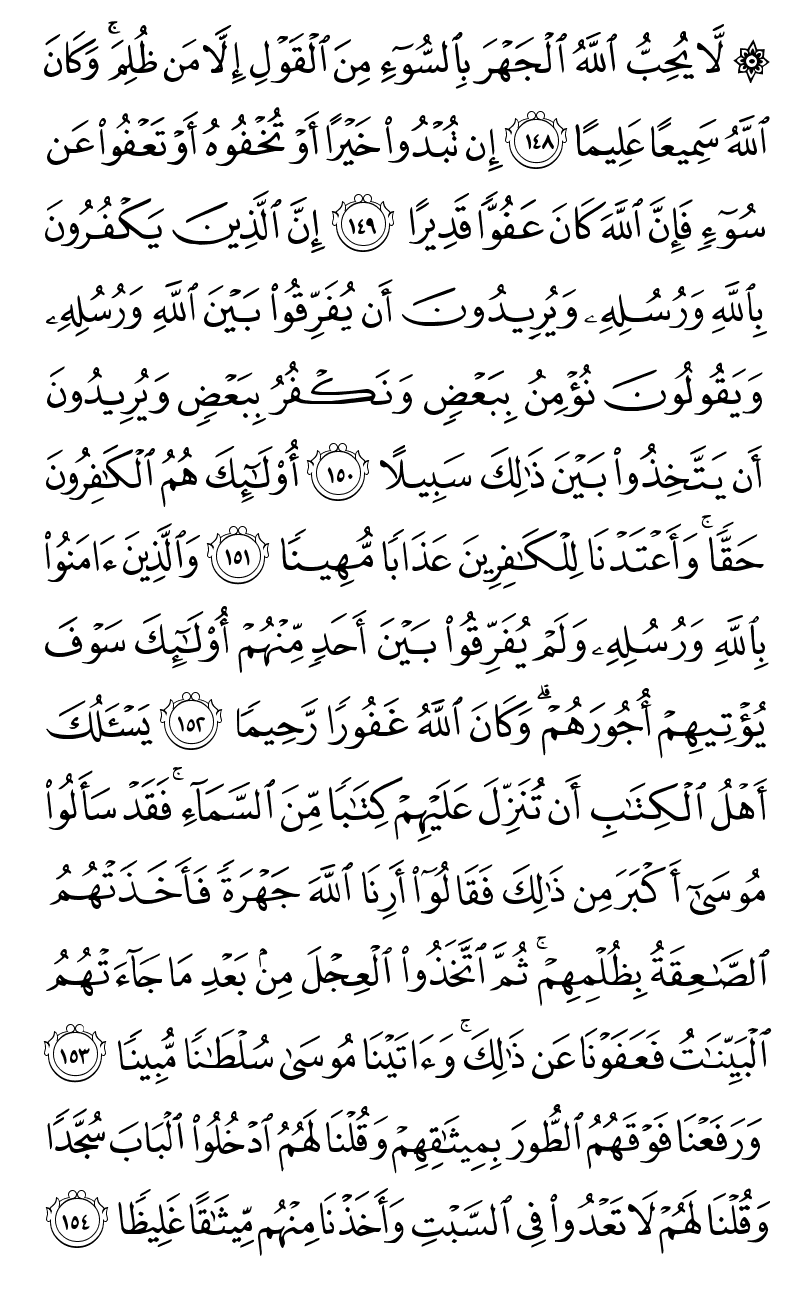 ۞ لَّا يُحِبُّ ٱللَّهُ ٱلْجَهْرَ بِٱلسُّوٓءِ مِنَ ٱلْقَوْلِ إِلَّا مَن ظُلِمَ ۚ وَكَانَ
ٱللَّهُ سَمِيعًا عَلِيمًا ١٤٨ إِن تُبْدُوا۟ خَيْرًا أَوْ تُخْفُوهُ أَوْ تَعْفُوا۟ عَن
سُوٓءٍ فَإِنَّ ٱللَّهَ كَانَ عَفُوًّا قَدِيرًا ١٤٩ إِنَّ ٱلَّذِينَ يَكْفُرُونَ
بِٱللَّهِ وَرُسُلِهِۦ وَيُرِيدُونَ أَن يُفَرِّقُوا۟ بَيْنَ ٱللَّهِ وَرُسُلِهِۦ
وَيَقُولُونَ نُؤْمِنُ بِبَعْضٍ وَنَكْفُرُ بِبَعْضٍ وَيُرِيدُونَ
أَن يَتَّخِذُوا۟ بَيْنَ ذَٰلِكَ سَبِيلًا ١٥٠ أُو۟لَـٰٓئِكَ هُمُ ٱلْكَـٰفِرُونَ
حَقًّا ۚ وَأَعْتَدْنَا لِلْكَـٰفِرِينَ عَذَابًا مُّهِينًا ١٥١ وَٱلَّذِينَ ءَامَنُوا۟
بِٱللَّهِ وَرُسُلِهِۦ وَلَمْ يُفَرِّقُوا۟ بَيْنَ أَحَدٍ مِّنْهُمْ أُو۟لَـٰٓئِكَ سَوْفَ
يُؤْتِيهِمْ أُجُورَهُمْ ۗ وَكَانَ ٱللَّهُ غَفُورًا رَّحِيمًا ١٥٢ يَسْـَٔلُكَ
أَهْلُ ٱلْكِتَـٰبِ أَن تُنَزِّلَ عَلَيْهِمْ كِتَـٰبًا مِّنَ ٱلسَّمَآءِ ۚ فَقَدْ سَأَلُوا۟
مُوسَىٰٓ أَكْبَرَ مِن ذَٰلِكَ فَقَالُوٓا۟ أَرِنَا ٱللَّهَ جَهْرَةً فَأَخَذَتْهُمُ
ٱلصَّـٰعِقَةُ بِظُلْمِهِمْ ۚ ثُمَّ ٱتَّخَذُوا۟ ٱلْعِجْلَ مِنۢ بَعْدِ مَا جَآءَتْهُمُ
ٱلْبَيِّنَـٰتُ فَعَفَوْنَا عَن ذَٰلِكَ ۚ وَءَاتَيْنَا مُوسَىٰ سُلْطَـٰنًا مُّبِينًا ١٥٣
وَرَفَعْنَا فَوْقَهُمُ ٱلطُّورَ بِمِيثَـٰقِهِمْ وَقُلْنَا لَهُمُ ٱدْخُلُوا۟ ٱلْبَابَ سُجَّدًا
وَقُلْنَا لَهُمْ لَا تَعْدُوا۟ فِى ٱلسَّبْتِ وَأَخَذْنَا مِنْهُم مِّيثَـٰقًا غَلِيظًا ١٥٤